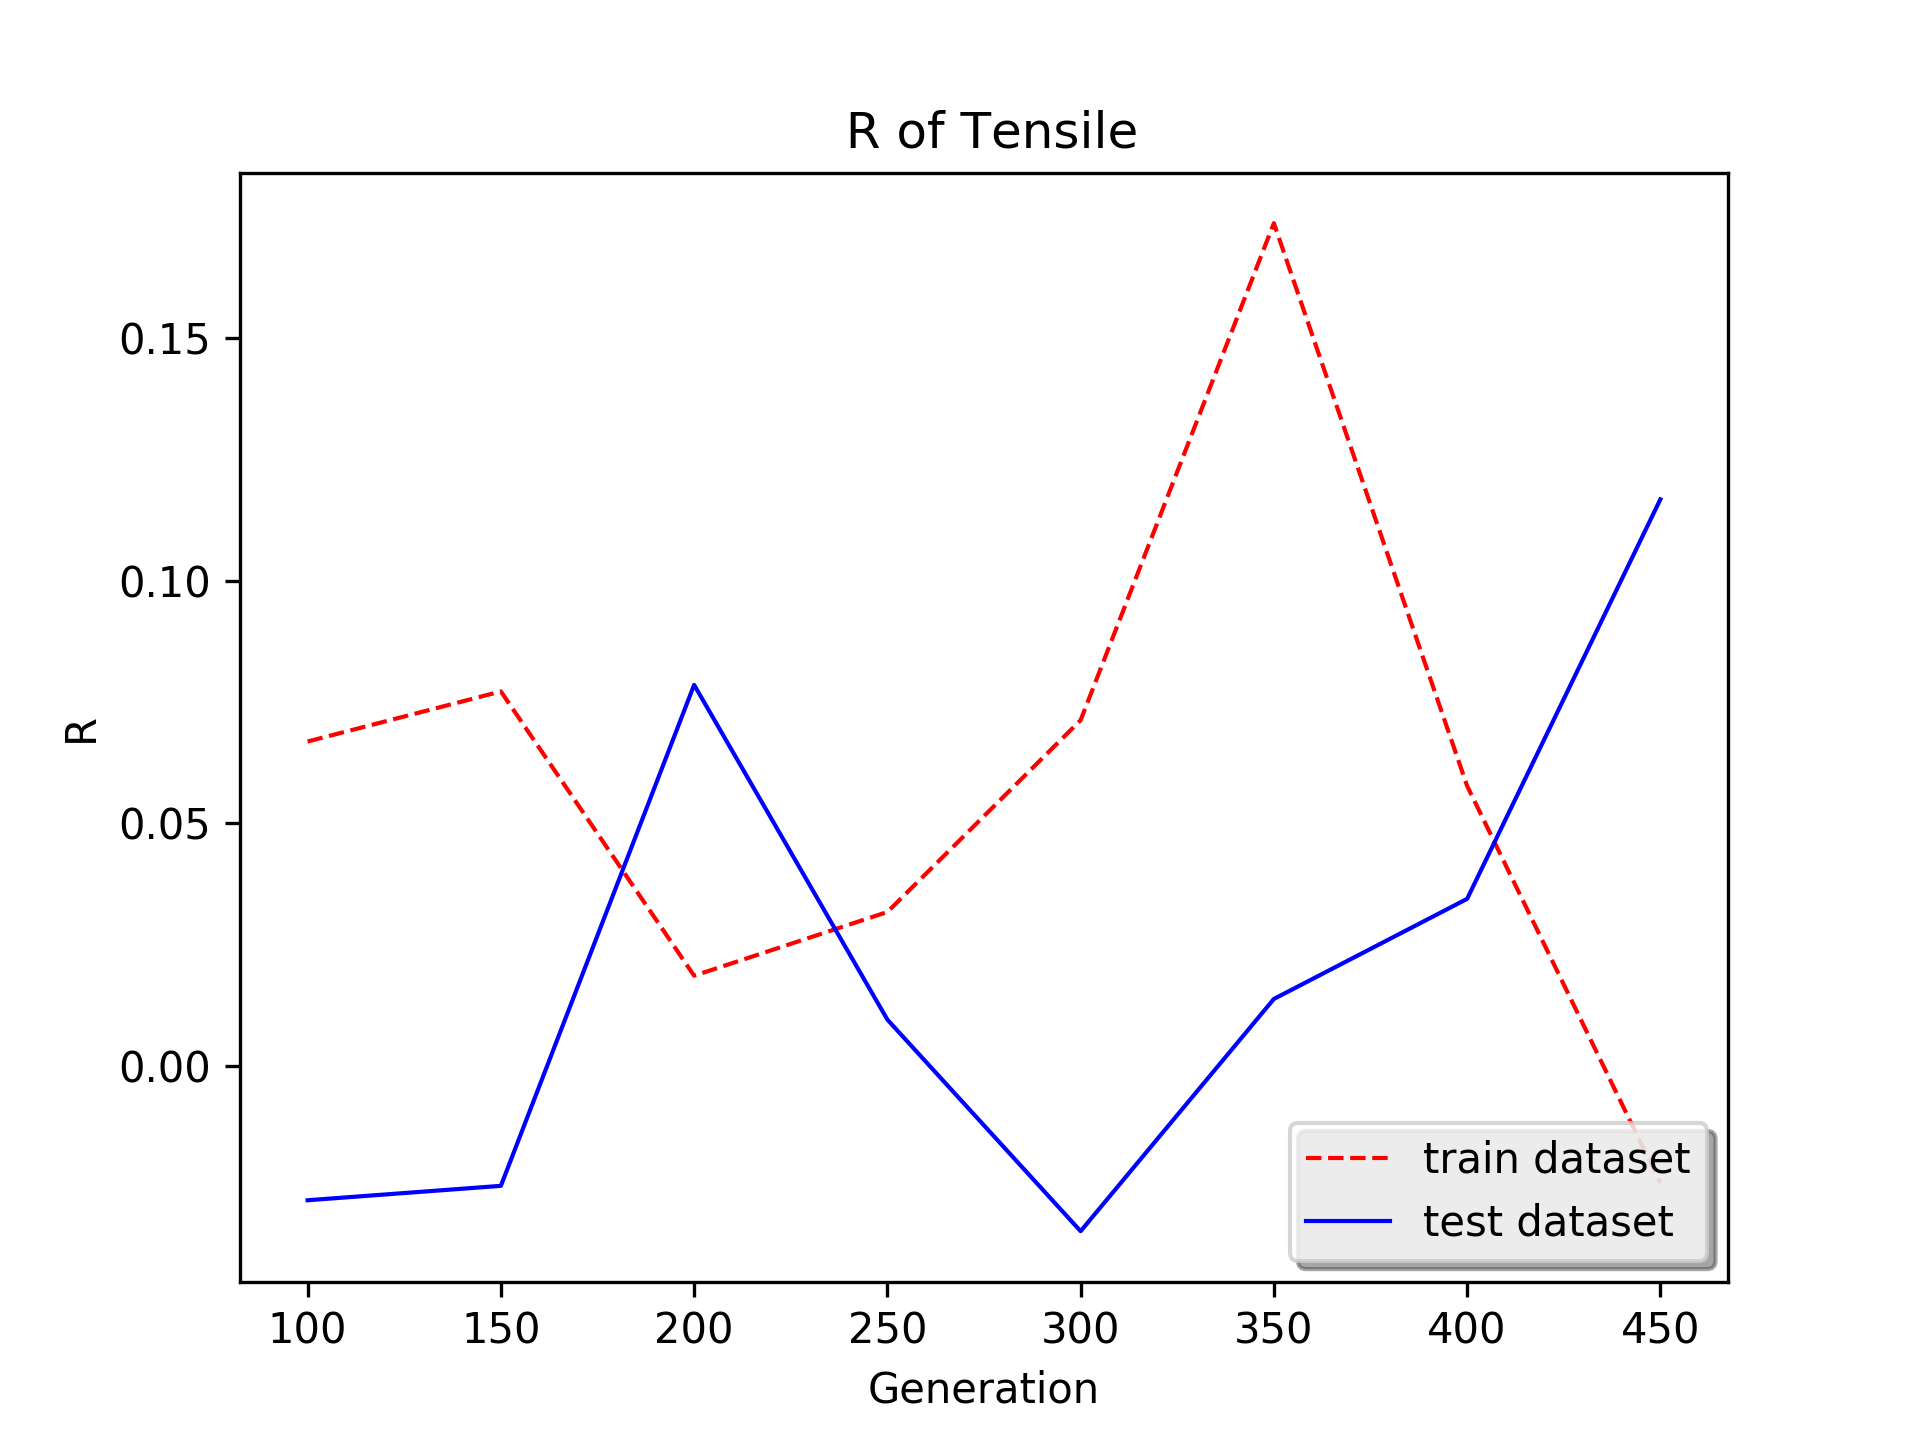 R of Tensile
R
0.15
0.10
0.05
0.00
100 150 200 250 300 350 400 450
Generation
train dataset
test dataset